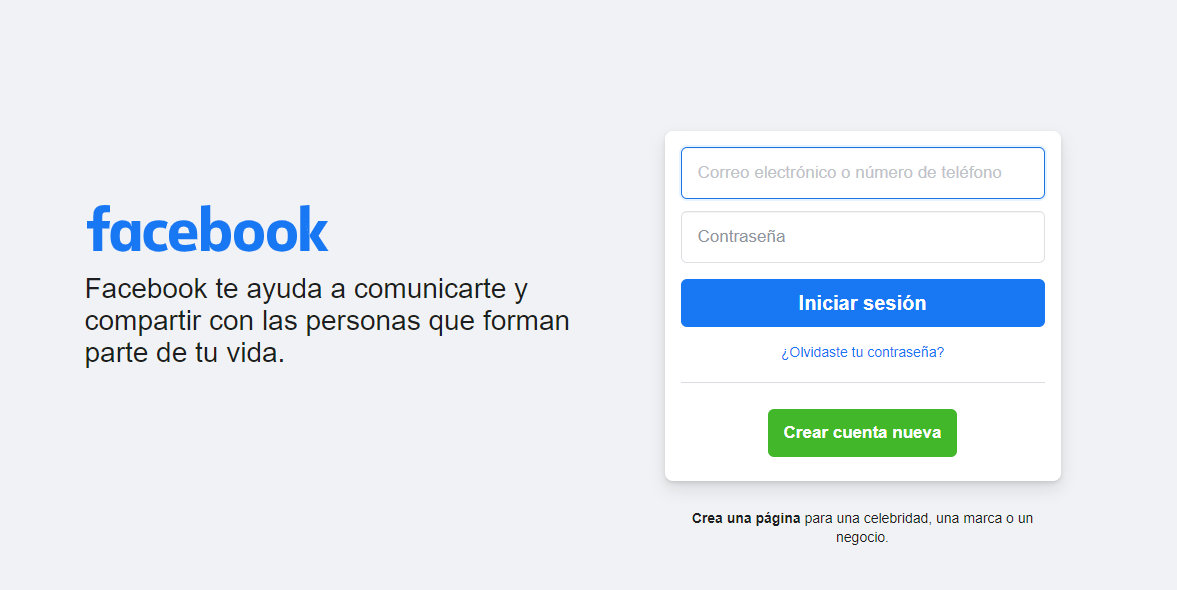 facebook
Facebook te ayuda a comunicarte y
compartir con las personas que forman
parte de tu vida.
Correo electrónico o número de teléfono
Contraseña
Iniciar sesión
¿Olvidaste tu contraseña?
Crear cuenta nueva
Crea una página para una celebridad, una marca o un
negocio.